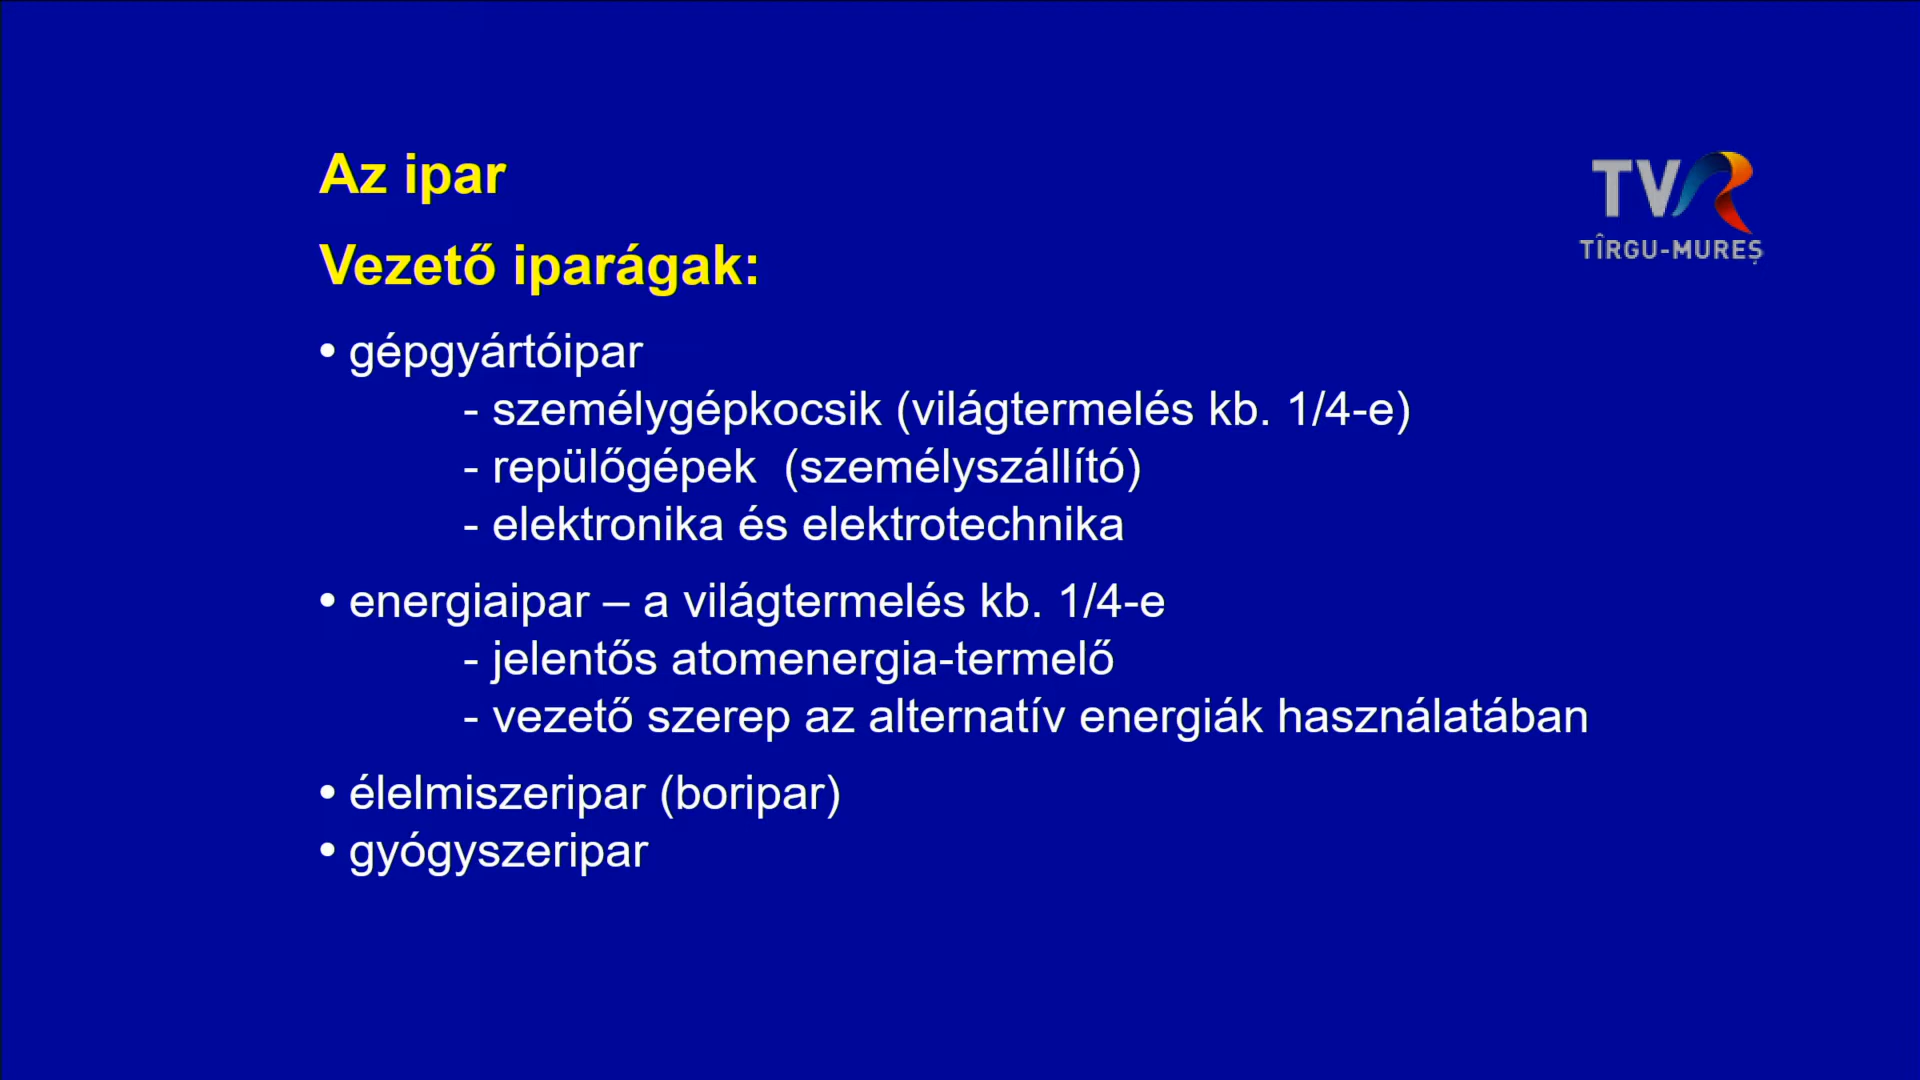 Az ipar
TVR
TÎRGU-MUREȘ
Vezető iparágak:
• gépgyártóipar
- személygépkocsik (világtermelés kb. 1/4-e)
- repülőgépek (személyszállító)
- elektronika és elektrotechnika
• energiaipar – a világtermelés kb. 1/4-e
- jelentős atomenergia-termelő
- vezető szerep az alternatív energiák használatában
• élelmiszeripar (boripar)
• gyógyszeripar